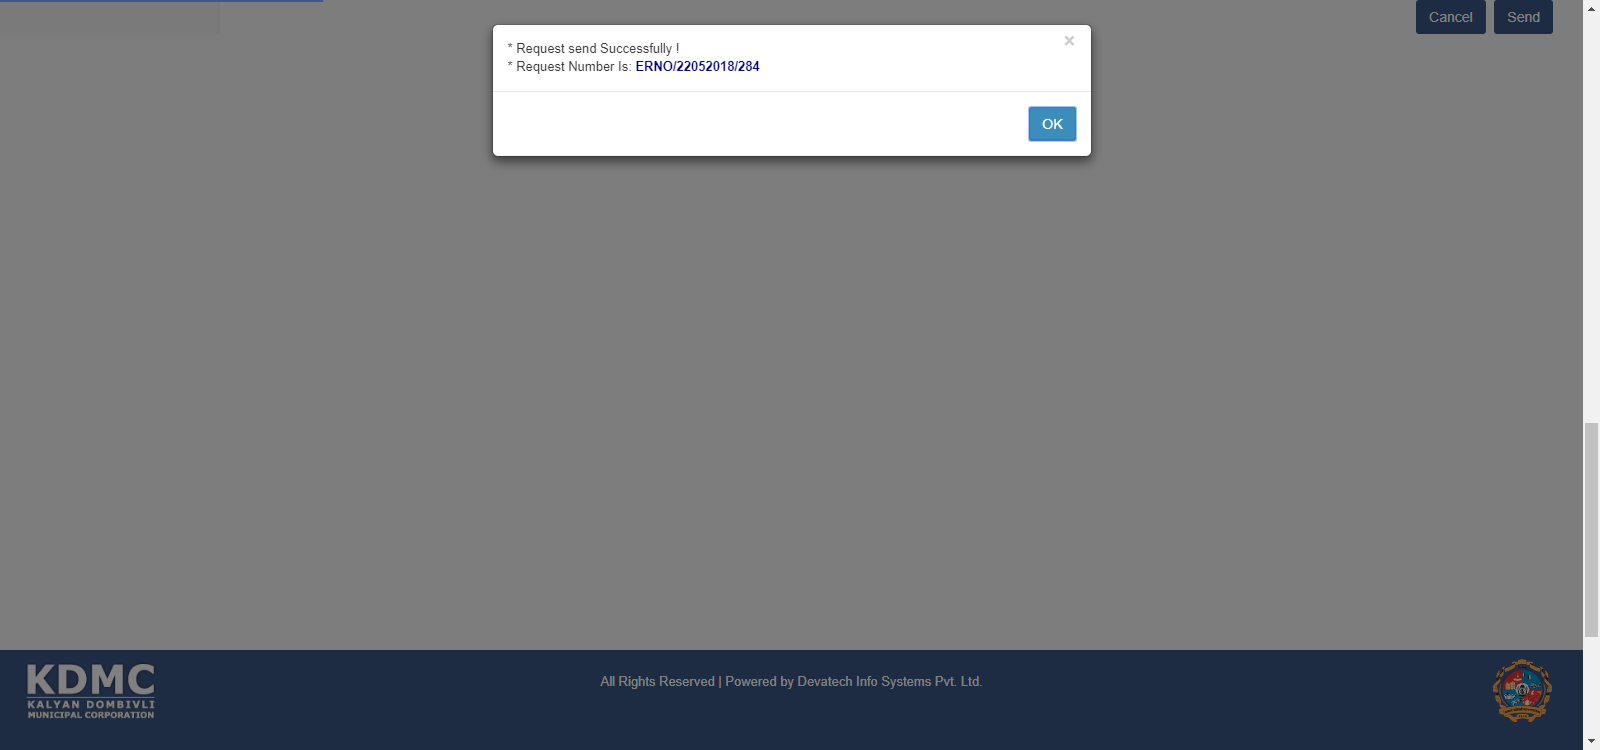 Cancel Send
×
* Request send Successfully !
* Request Number Is: ERNO/22052018/284
OK
KDMC
KALYAN DOMBIVLI
MUNICIPAL CORPORATION
All Rights Reserved | Powered by Devatech Info Systems Pvt. Ltd.